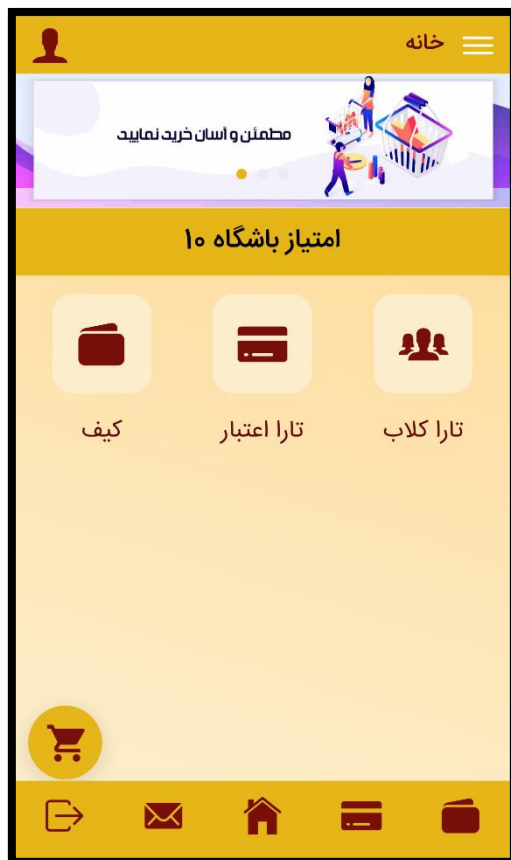 خانه
مطمئن و آسان خرید نمایید
امتیاز باشگاه ۱۰
تارا کلاب
تارا اعتبار
کیف